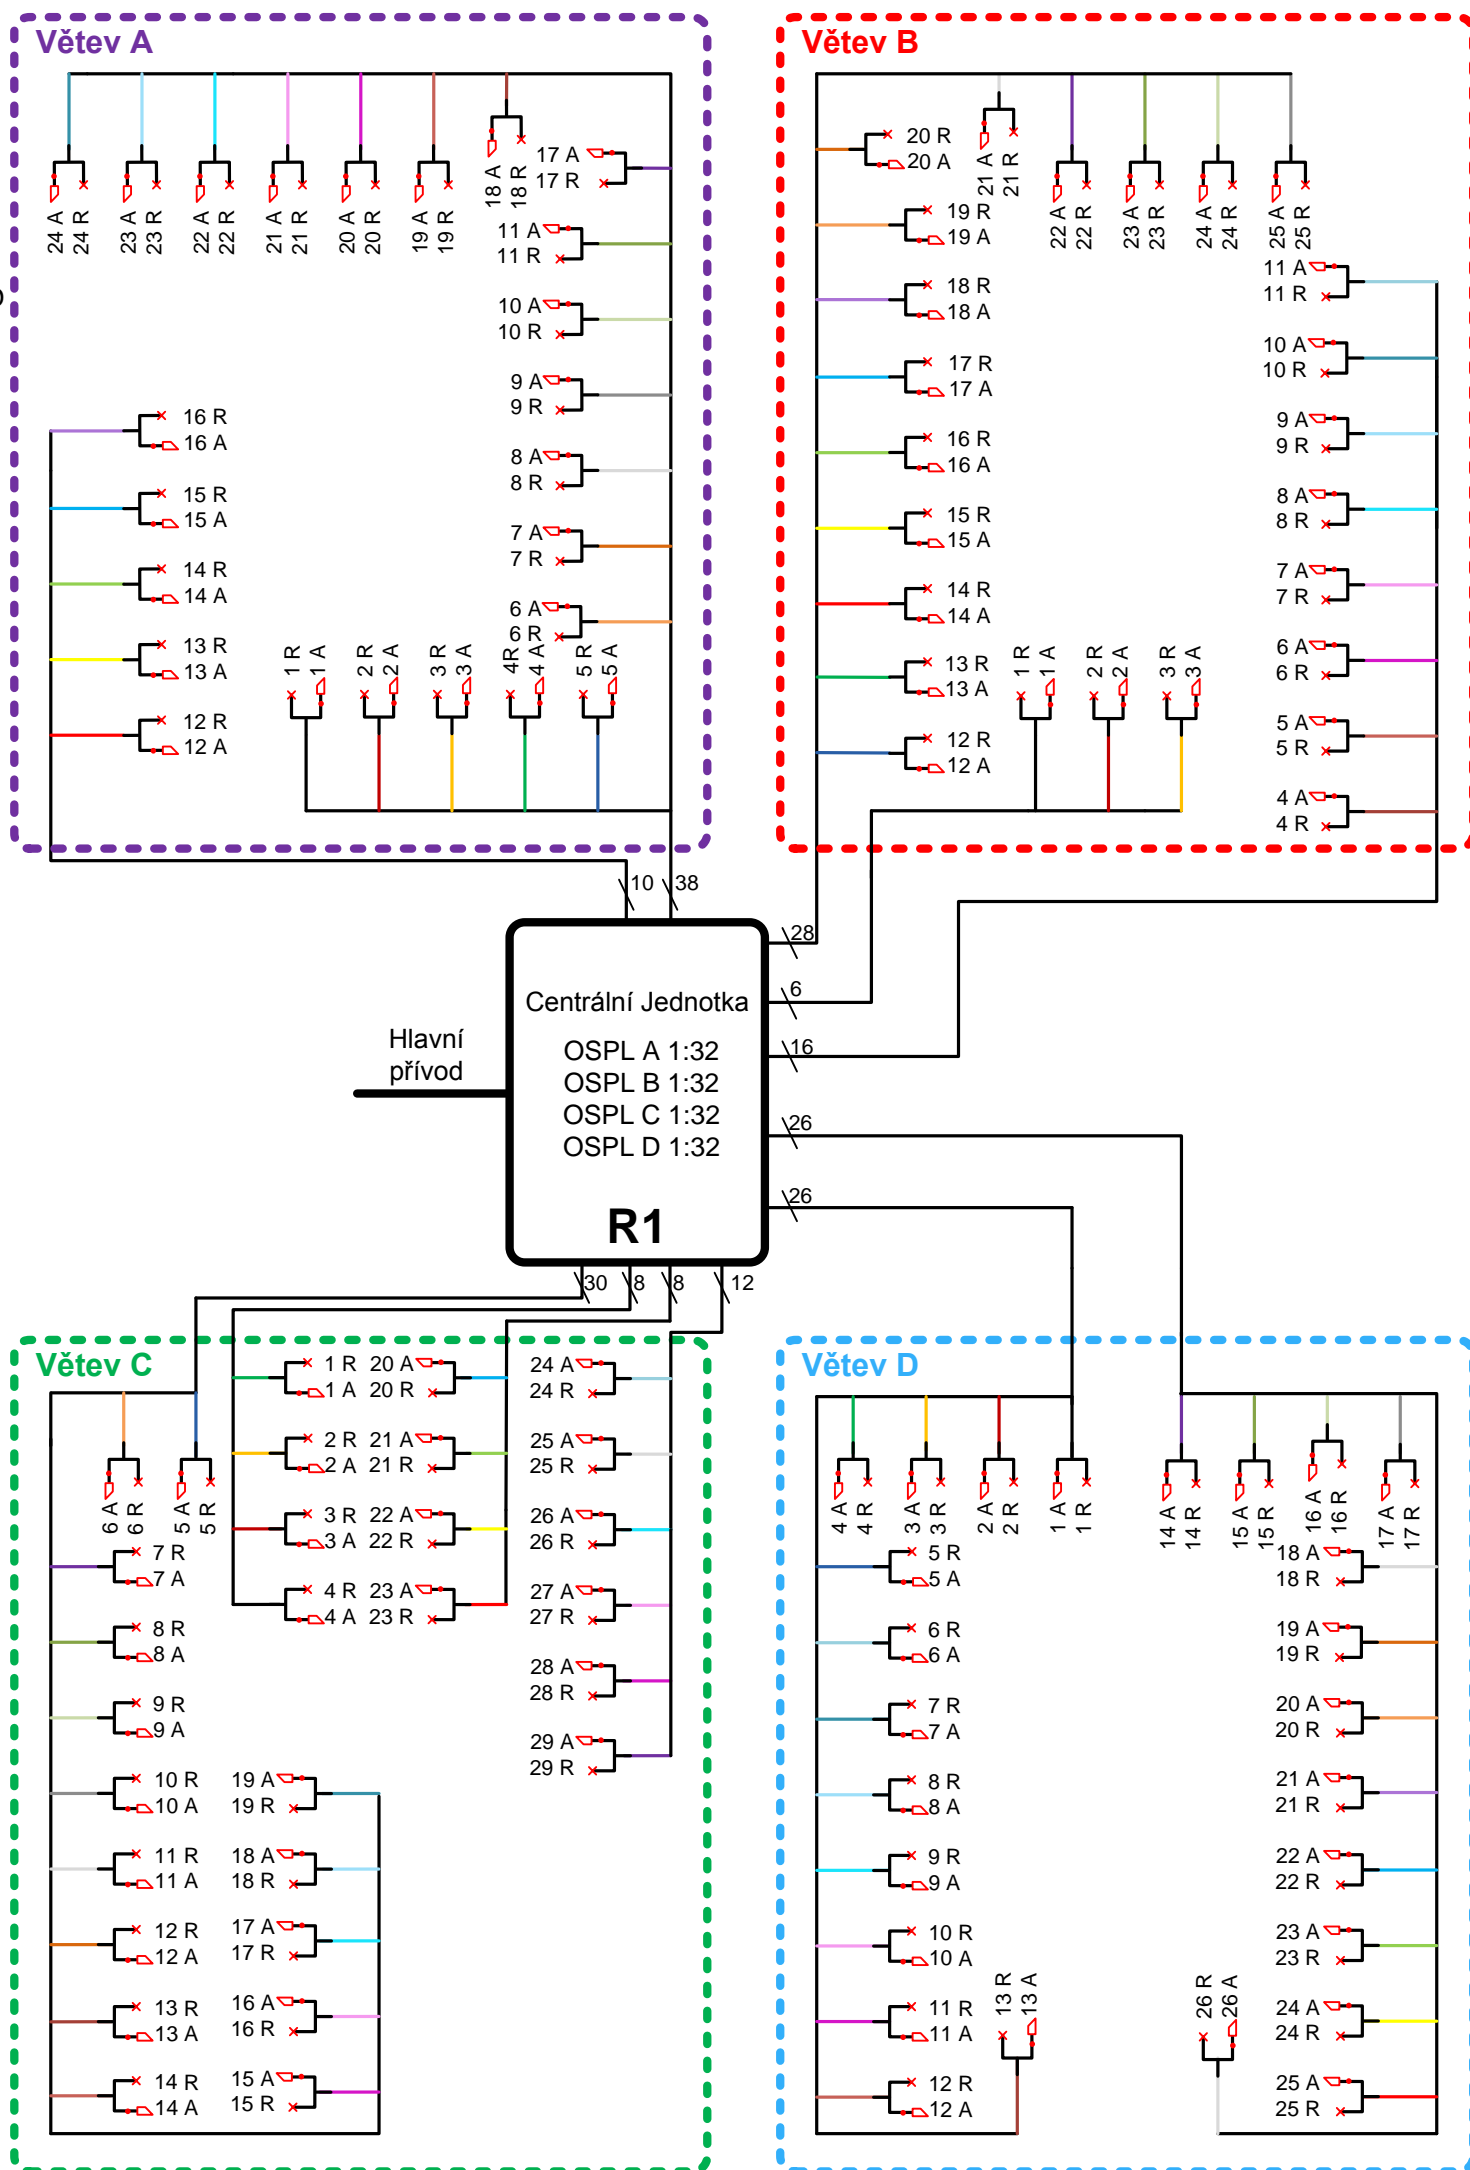 Větev A
24 A
24 R
23 A
23 R
22 A
22 R
21 A
21 R
20 A
20 R
19 A
19 R
18 A
18 R
17 A
17 R
11 A
11 R
10 A
10 R
9 A
9 R
8 A
8 R
7 A
7 R
6 A
6 R
16 R
16 A
15 R
15 A
14 R
14 A
13 R
13 A
12 R
12 A
1 R
1 A
2 R
2 A
3 R
3 A
4R
4 A
5 R
5 A
Větev B
20 R
20 A
19 R
19 A
18 R
18 A
17 R
17 A
16 R
16 A
15 R
15 A
14 R
14 A
13 R
13 A
12 R
12 A
21 A
21 R
22 A
22 R
23 A
23 R
24 A
24 R
25 A
25 R
11 A
11 R
10 A
10 R
9 A
9 R
8 A
8 R
7 A
7 R
6 A
6 R
5 A
5 R
4 A
4 R
1 R
1 A
2 R
2 A
3 R
3 A
10
38
28
6
16
26
26
Centrální Jednotka
OSPL A 1:32
OSPL B 1:32
OSPL C 1:32
OSPL D 1:32
R1
Hlavní
přívod
30
8
8
12
Větev C
6 A
6 R
5 A
5 R
7 R
7 A
8 R
8 A
9 R
9 A
10 R
10 A
11 R
11 A
12 R
12 A
13 R
13 A
14 R
14 A
1 R
1 A
2 R
2 A
3 R
3 A
4 R
4 A
20 A
20 R
21 A
21 R
22 A
22 R
23 A
23 R
24 A
24 R
25 A
25 R
26 A
26 R
27 A
27 R
28 A
28 R
29 A
29 R
19 A
19 R
18 A
18 R
17 A
17 R
16 A
16 R
15 A
15 R
Větev D
4 A
4 R
3 A
3 R
2 A
2 R
1 A
1 R
5 R
5 A
6 R
6 A
7 R
7 A
8 R
8 A
9 R
9 A
10 R
10 A
11 R
11 A
12 R
12 A
13 R
13 A
14 A
14 R
15 A
15 R
16 A
16 R
17 A
17 R
18 A
18 R
19 A
19 R
20 A
20 R
21 A
21 R
22 A
22 R
23 A
23 R
24 A
24 R
25 A
25 R
26 R
26 A